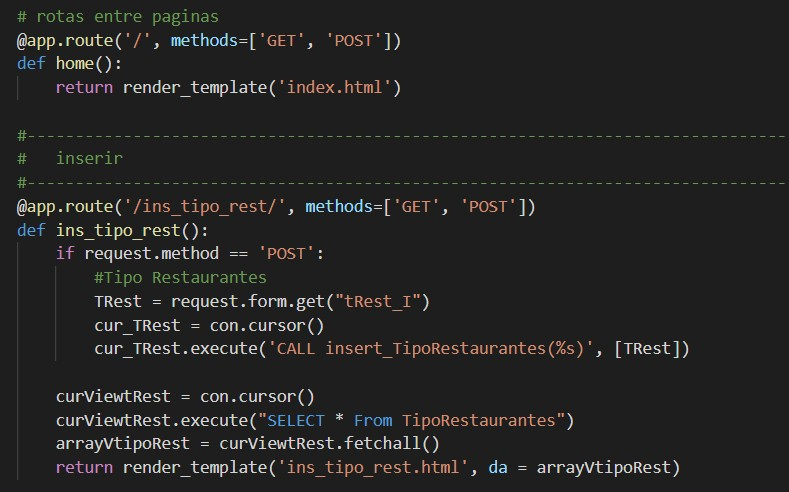 # rotas entre paginas
@app.route('/', methods=['GET', 'POST'])
def home():
    return render_template('index.html')
#--------------------------------------------------------------------------------
#   inserir
#--------------------------------------------------------------------------------
@app.route('/ins_tipo_rest/', methods=['GET', 'POST'])
def ins_tipo_rest():
    if request.method == 'POST':
        #Tipo Restaurantes
        TRest = request.form.get("tRest_I")
        cur_TRest = con.cursor()
        cur_TRest.execute('CALL insert_TipoRestaurantes(%s)', [TRest])
    curViewtRest = con.cursor()
    curViewtRest.execute("SELECT * From TipoRestaurantes")
    arrayVtipoRest = curViewtRest.fetchall()
    return render_template('ins_tipo_rest.html', da = arrayVtipoRest)